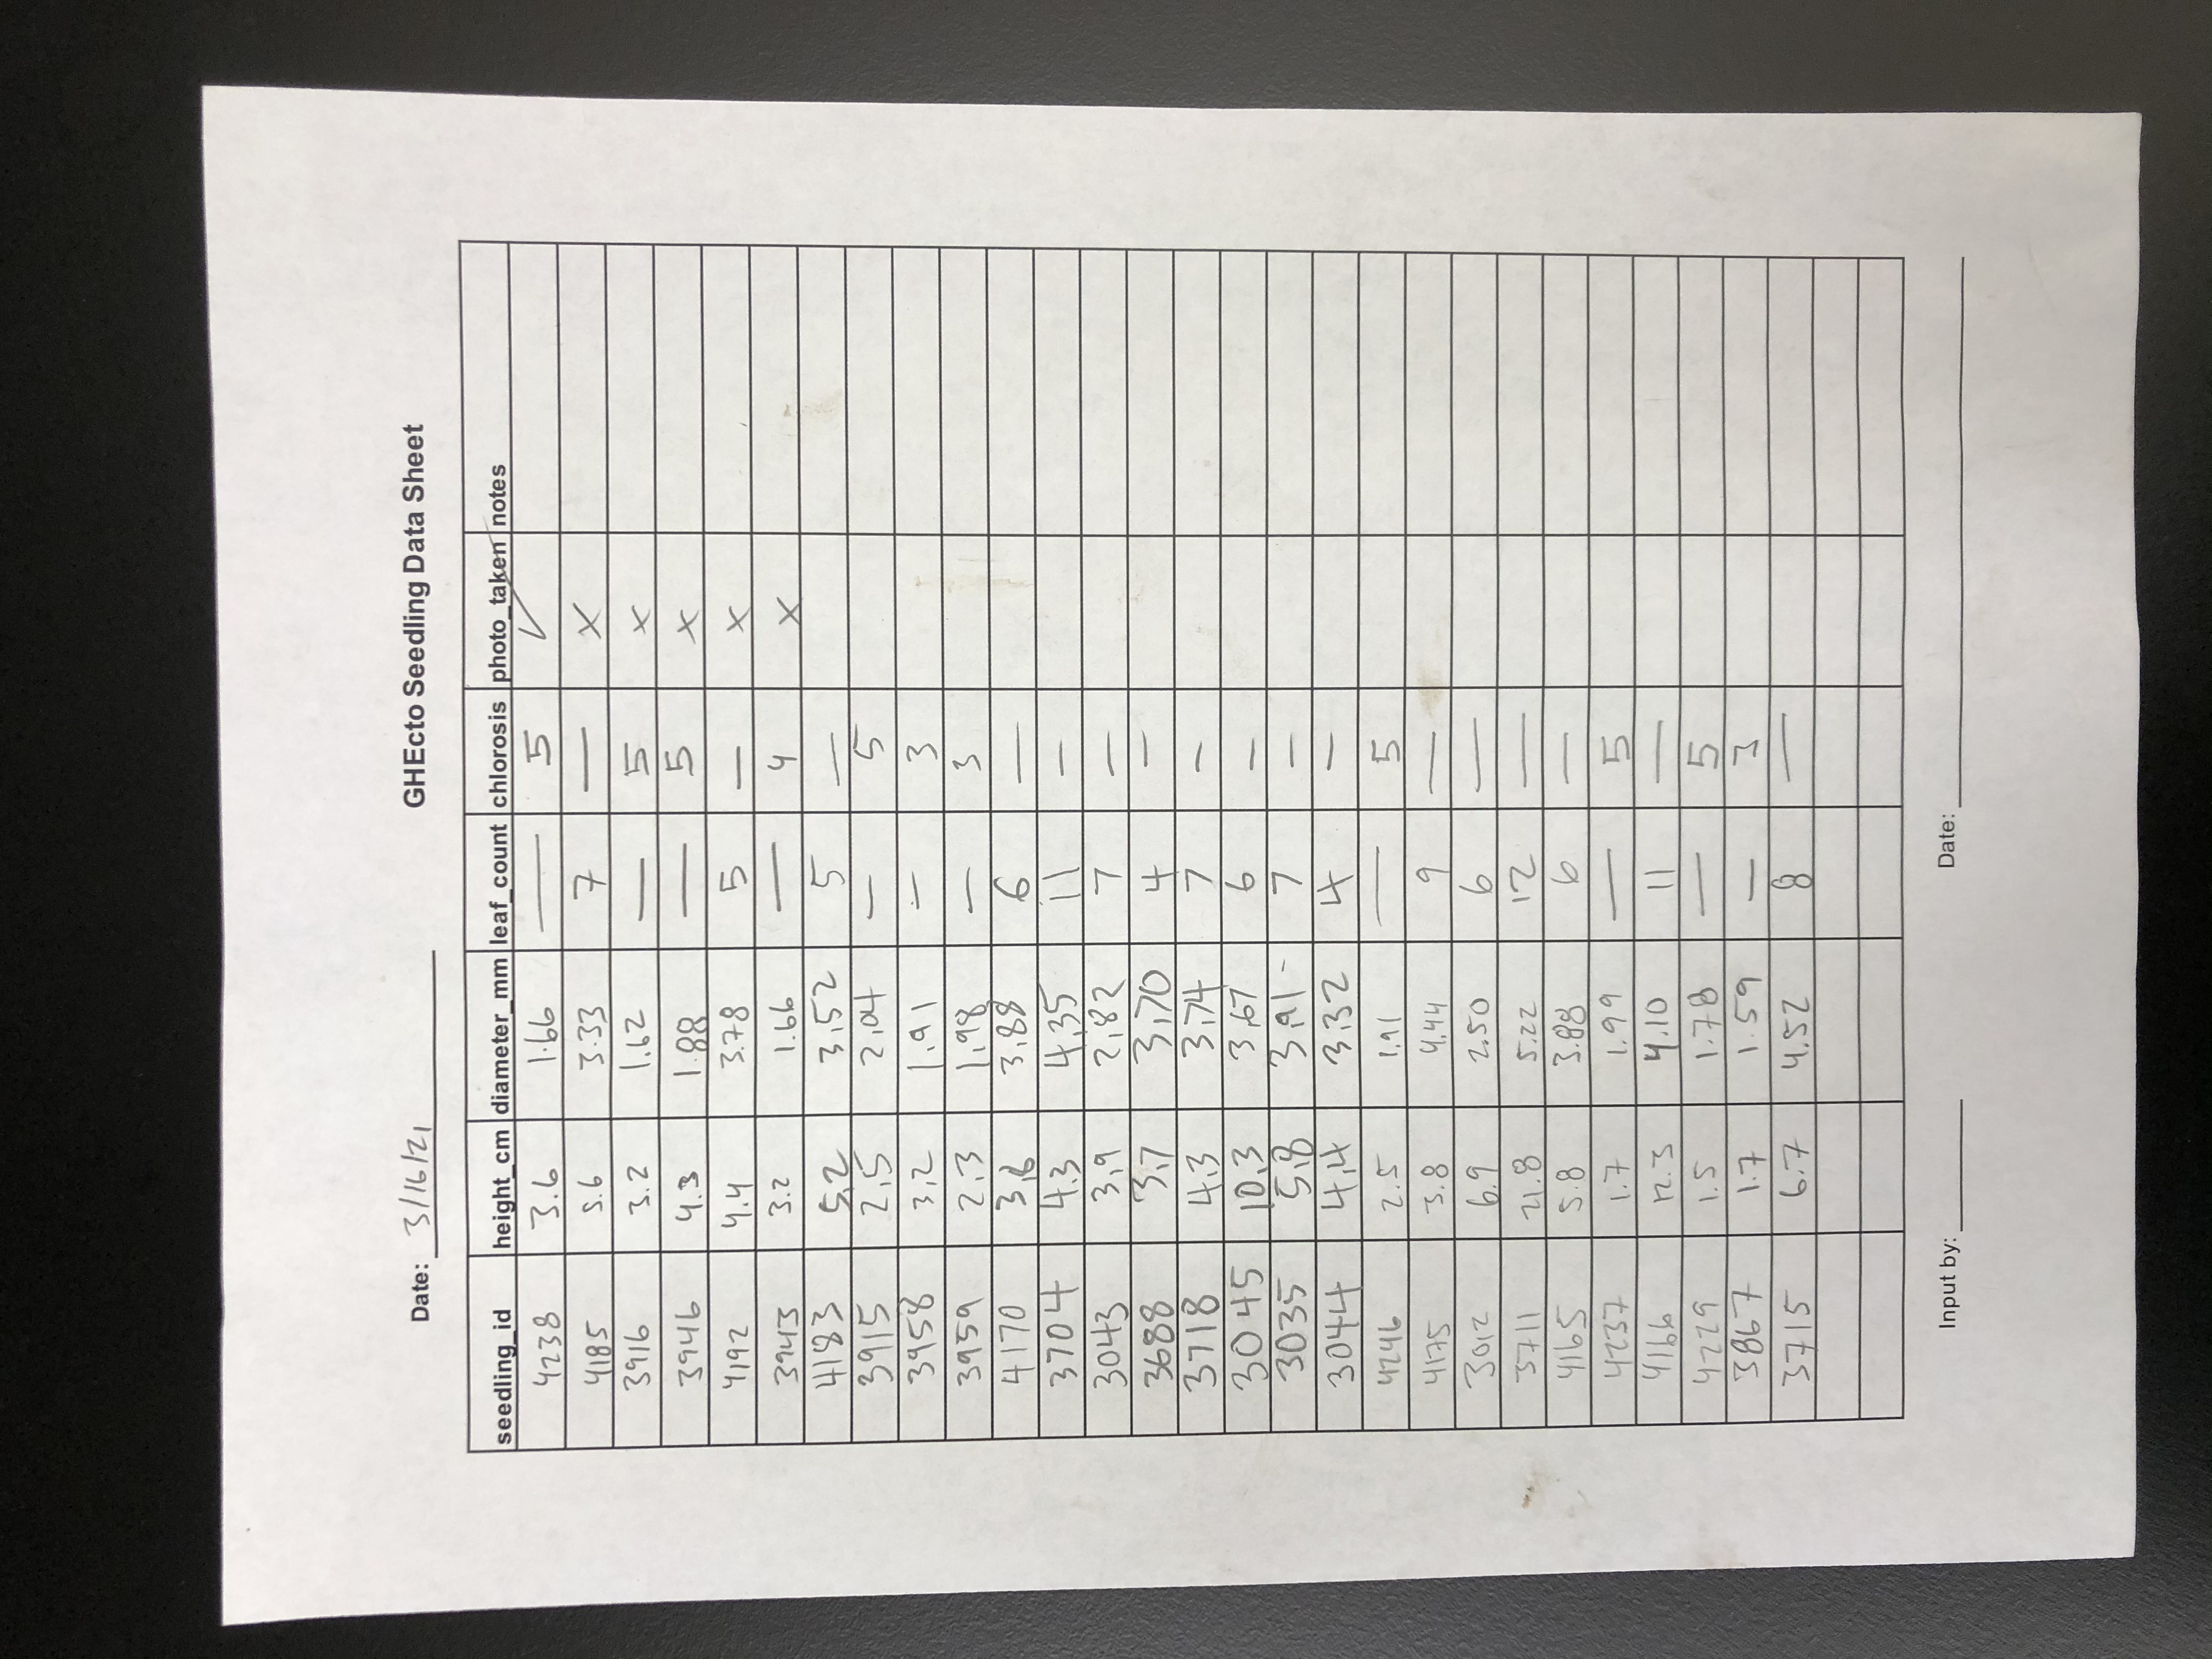 Date: 3/16/21 GHEcto Seedling Data Sheet
seedling_id height_cm diameter_mm leaf_count chlorosis photo_taken notes
4238 3.6 1.66 — 5 ✓
4185 5.6 3.33 7 — X
3916 3.2 1.62 — 5 X
3946 4.3 1.88 — 5 X
4192 4.4 3.78 5 — X
3943 3.2 1.66 — 4 X
4183 5.2 3.52 5 —
3915 2.5 2.04 — 5
3958 3.2 1.91 — 3
3959 2.3 1.98 — 3
4170 3.6 3.88 6 —
3704 4.3 4.35 11 —
3043 3.9 2.82 7 —
3688 3.7 3.70 4 —
3718 4.3 3.74 7 —
3045 10.3 3.67 6 —
3035 5.8 3.91 7 —
3044 4.4 3.32 4 —
4246 2.5 1.91 — 5
4175 3.8 4.44 9 —
3012 6.9 2.50 6 —
3711 21.8 5.22 12 —
4165 5.8 3.88 6 —
4237 1.7 1.99 — 5
4166 12.3 4.10 11 —
4229 1.5 1.78 — 5
3867 1.7 1.59 — 3
3715 6.7 4.52 8 —
Input by: Date: